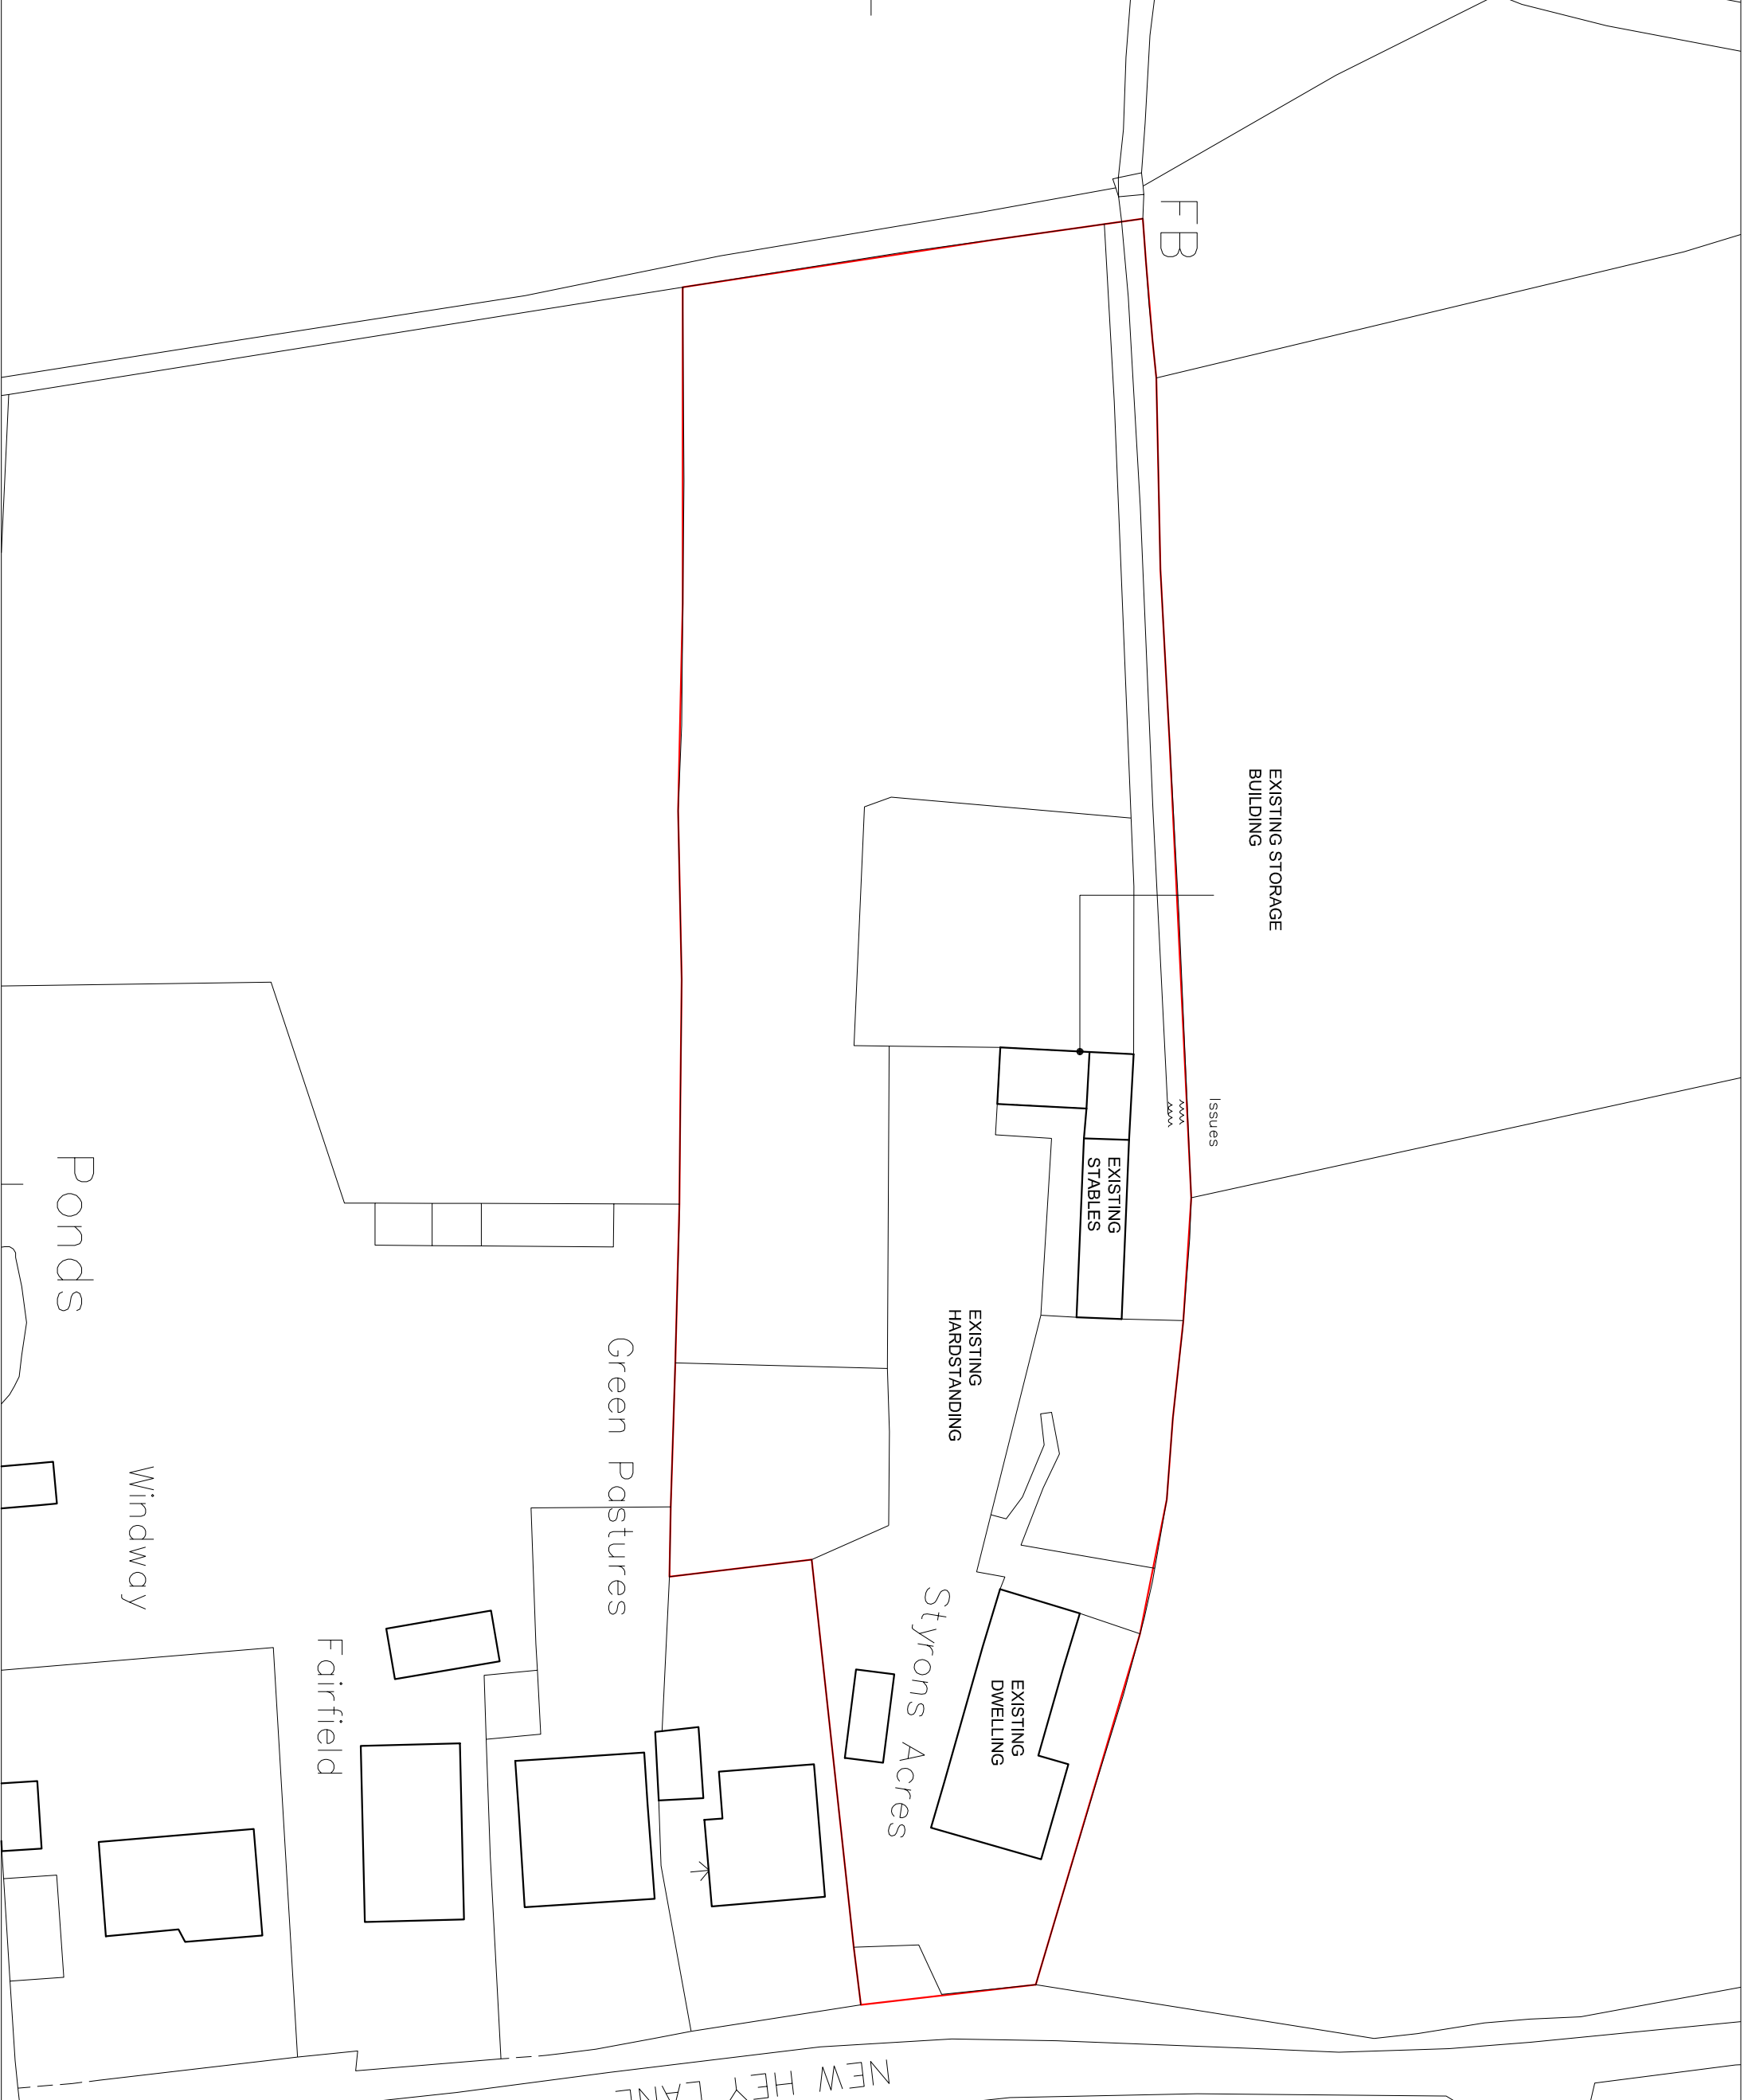 FB
EXISTING STORAGE
BUILDING
Issues
EXISTING
STABLES
EXISTING
HARDSTANDING
Ponds
Green Pastures
Windway
Styrons Acres
Fairfield
EXISTING
DWELLING
NEW HEY LANE